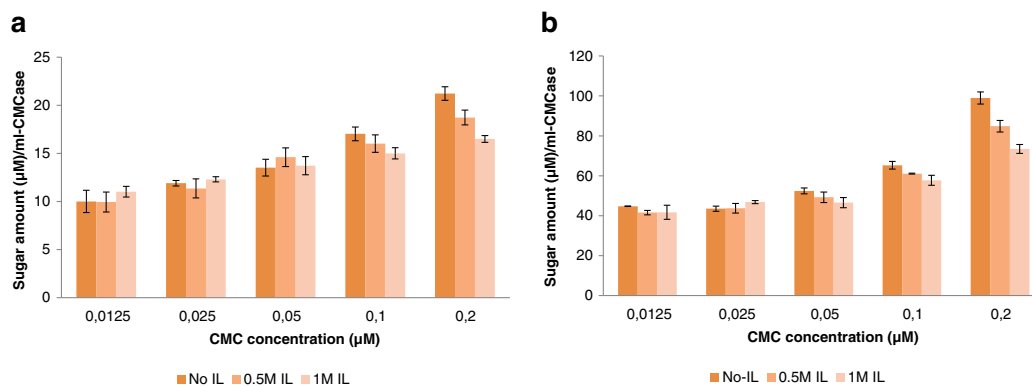 a
Sugar amount (µM)/ml-CMCase
25
20
15
10
5
0
0,0125 0,025 0,05 0,1 0,2
CMC concentration (µM)
No IL 0.5M IL 1M IL
b
Sugar amount (µM)/ml-CMCase
120
100
80
60
40
20
0
0,0125 0,025 0,05 0,1 0,2
CMC concentration (µM)
No-IL 0.5M IL 1M IL